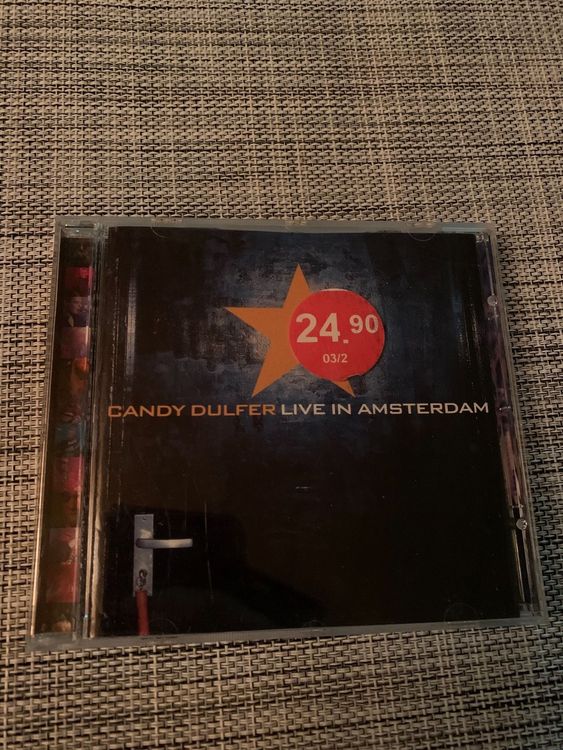 24.90
03/2
CANDY DULFER LIVE IN AMSTERDAM